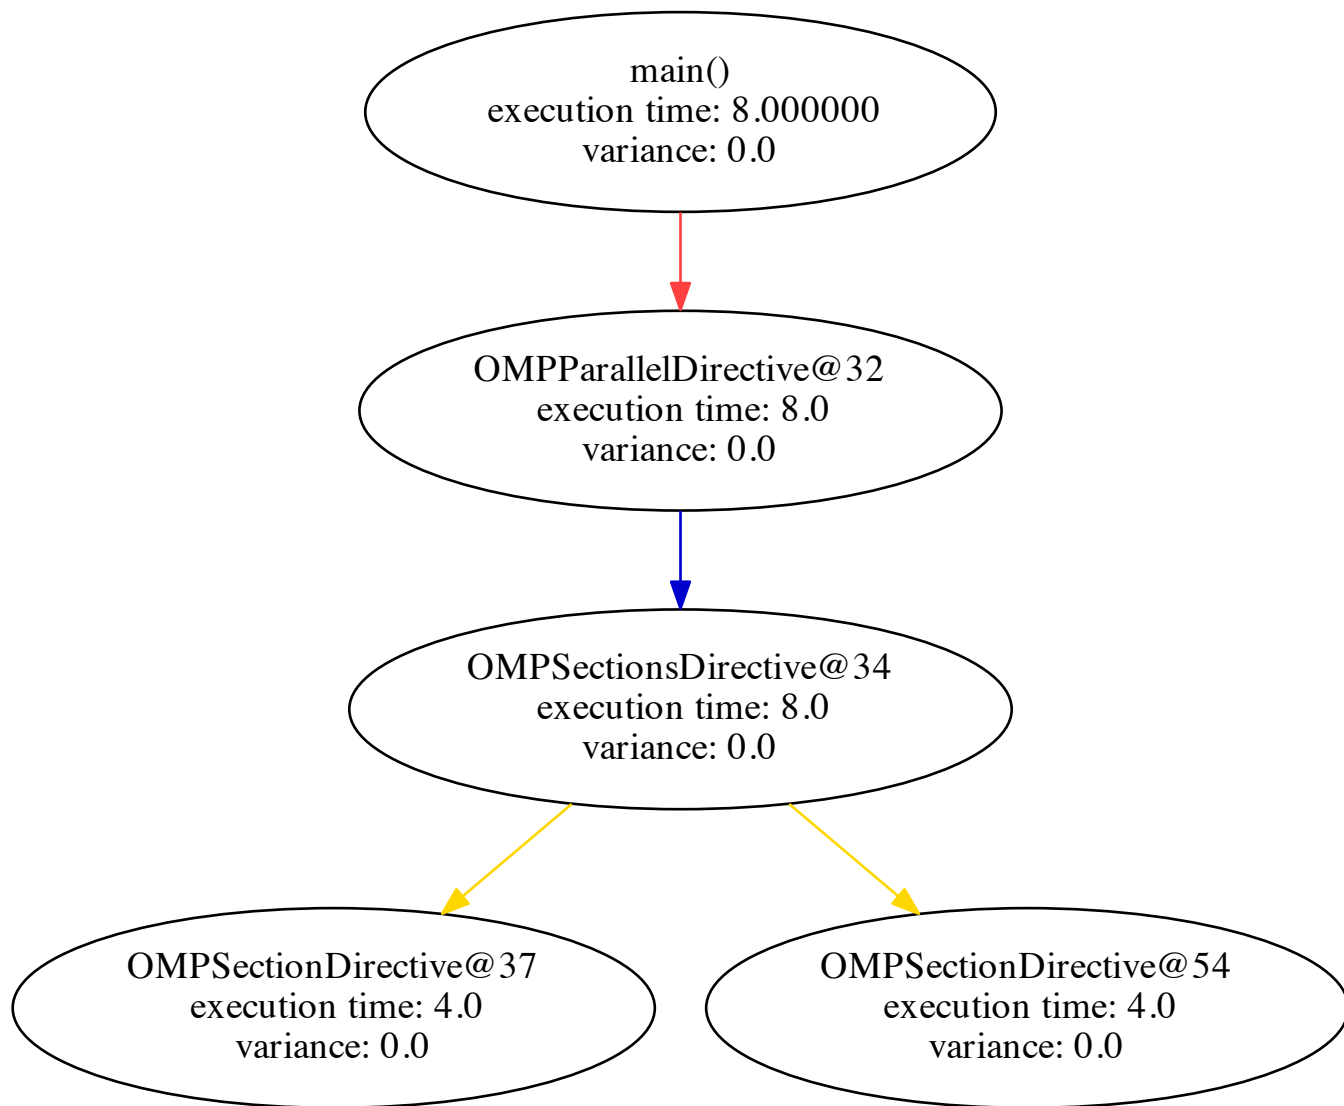 main()
execution time: 8.000000
variance: 0.0
OMPParallelDirective@32
execution time: 8.0
variance: 0.0
OMPSectionsDirective@34
execution time: 8.0
variance: 0.0
OMPSectionDirective@37
execution time: 4.0
variance: 0.0
OMPSectionDirective@54
execution time: 4.0
variance: 0.0